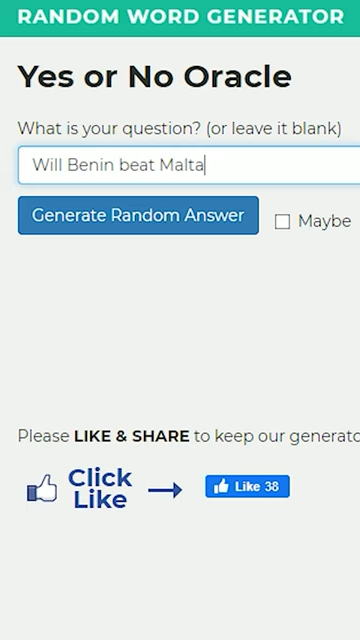 RANDOM WORD GENERATOR
Yes or No Oracle
What is your question? (or leave it blank)
Will Benin beat Malta
Generate Random Answer
Maybe
Please LIKE & SHARE to keep our generato
Click
Like
Like 38